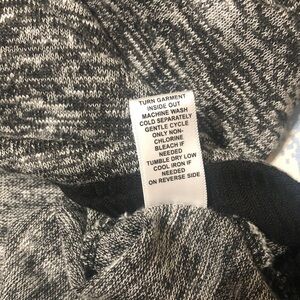 TURN GARMENT
INSIDE OUT
MACHINE WASH
COLD SEPARATELY
GENTLE CYCLE
ONLY NON-
CHLORINE
BLEACH IF
NEEDED
TUMBLE DRY LOW
COOL IRON IF
NEEDED
ON REVERSE SIDE